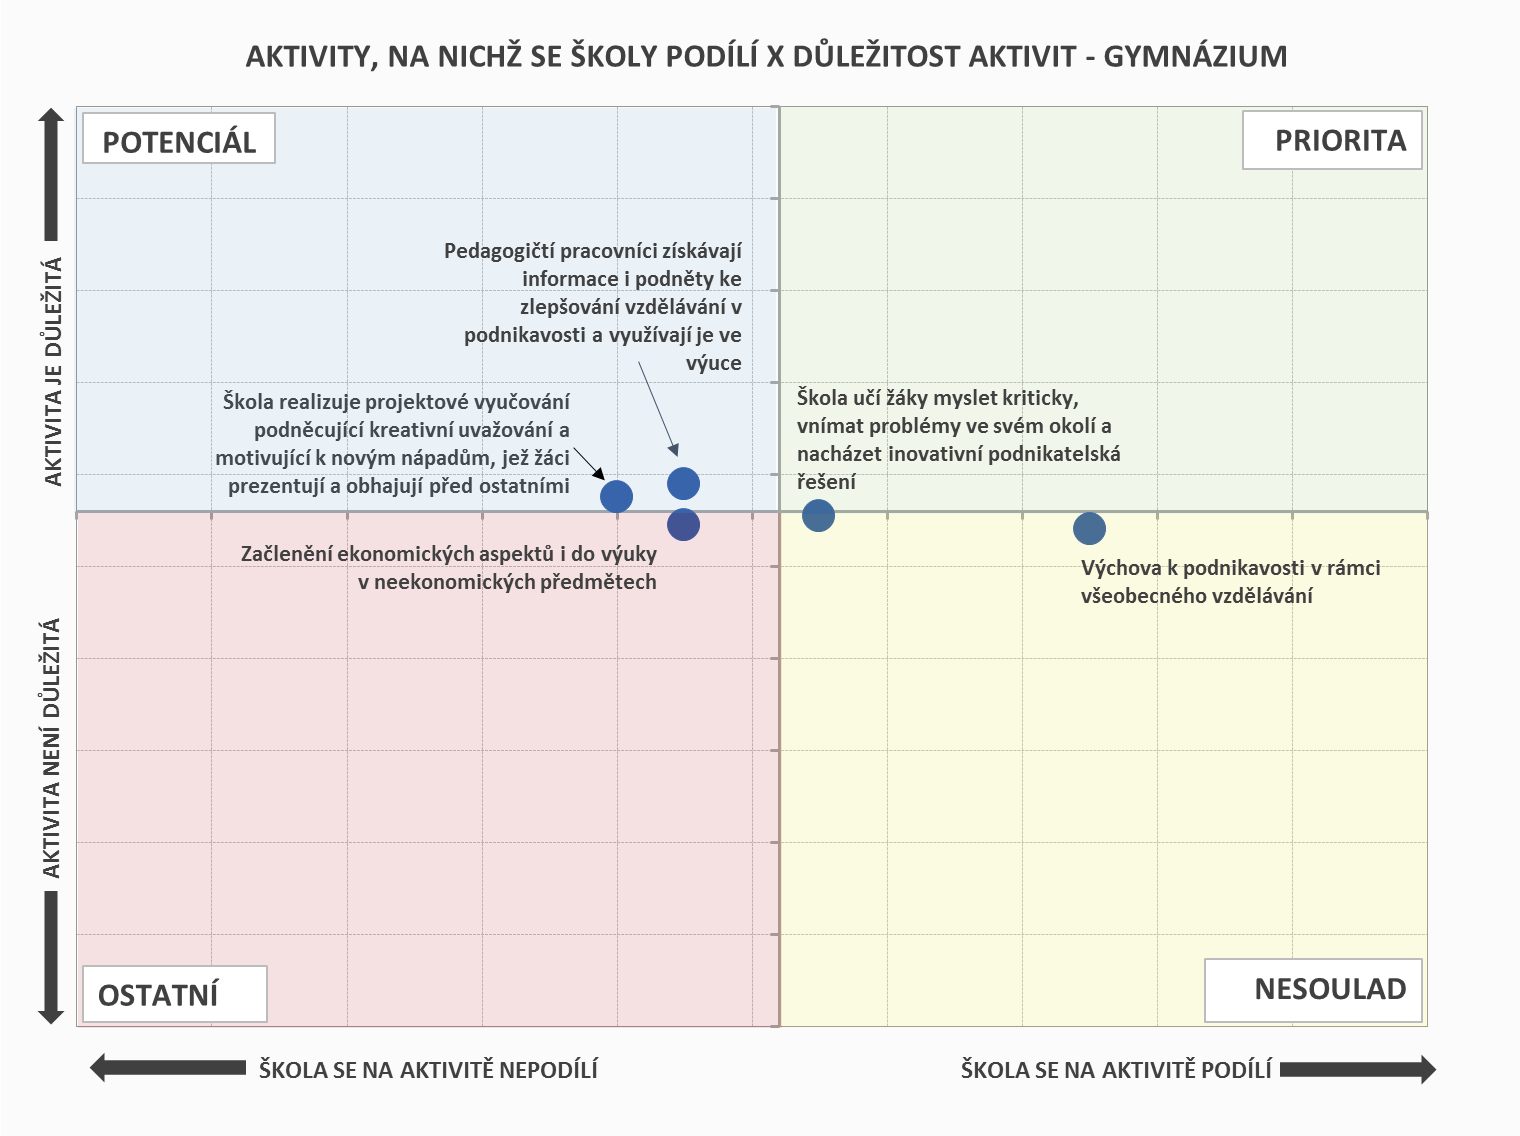 AKTIVITY, NA NICHŽ SE ŠKOLY PODÍLÍ X DŮLEŽITOST AKTIVIT - GYMNÁZIUM
POTENCIÁL
PRIORITA
AKTIVITA JE DŮLEŽITÁ
Pedagogičtí pracovníci získávají
informace i podněty ke
zlepšování vzdělávání v
podnikavosti a využívají je ve
výuce
Škola realizuje projektové vyučování
podněcující kreativní uvažování a
motivující k novým nápadům, jež žáci
prezentují a obhajují před ostatními
Škola učí žáky myslet kriticky,
vnímat problémy ve svém okolí a
nacházet inovativní podnikatelská
řešení
Začlenění ekonomických aspektů i do výuky
v neekonomických předmětech
Výchova k podnikavosti v rámci
všeobecného vzdělávání
AKTIVITA NENÍ DŮLEŽITÁ
OSTATNÍ
NESOULAD
ŠKOLA SE NA AKTIVITĚ NEPODÍLÍ
ŠKOLA SE NA AKTIVITĚ PODÍLÍ